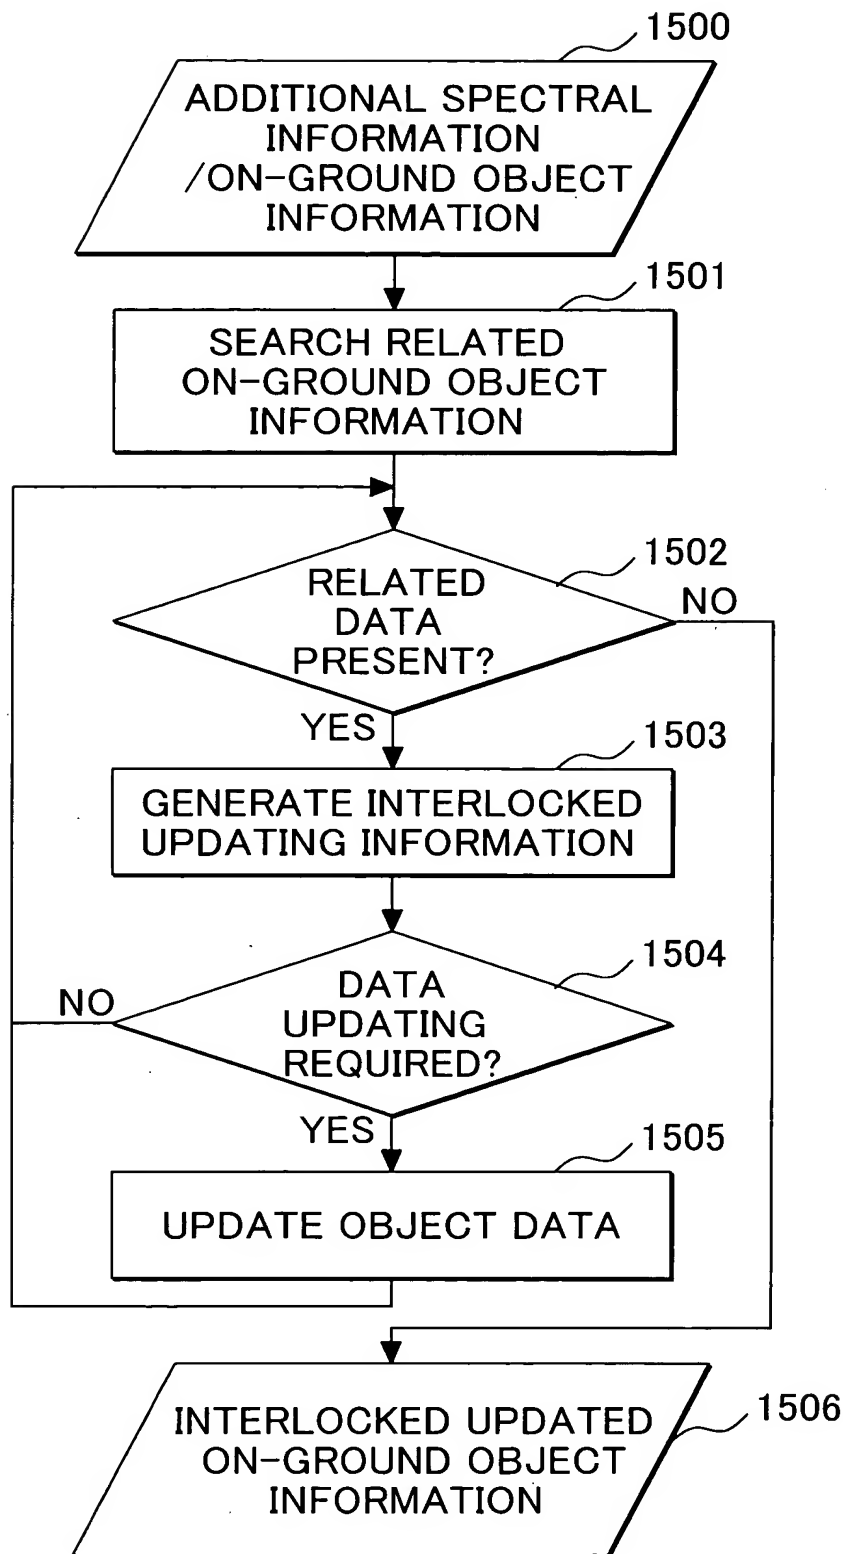 1500
ADDITIONAL SPECTRAL
INFORMATION
/ON-GROUND OBJECT
INFORMATION
1501
SEARCH RELATED
ON-GROUND OBJECT
INFORMATION
1502
RELATED
DATA
PRESENT?
NO
YES
1503
GENERATE INTERLOCKED
UPDATING INFORMATION
1504
DATA
UPDATING
REQUIRED?
NO
YES
1505
UPDATE OBJECT DATA
1506
INTERLOCKED UPDATED
ON-GROUND OBJECT
INFORMATION